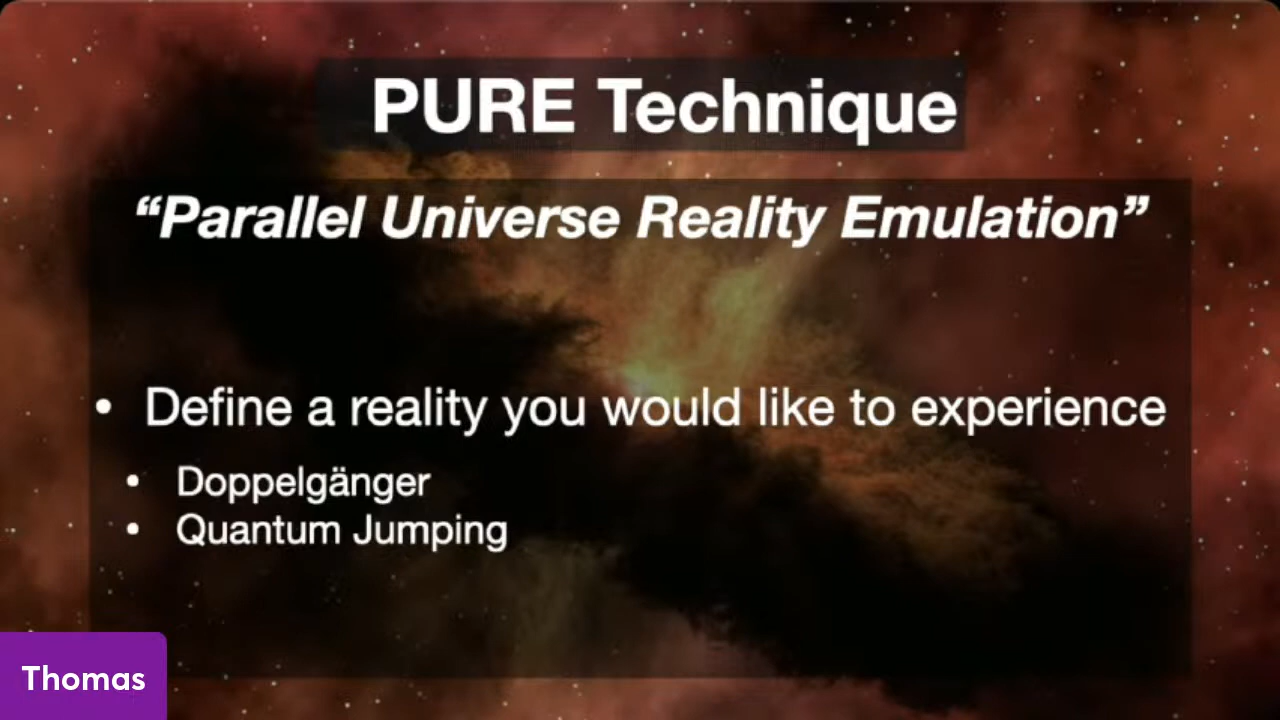 PURE Technique
“Parallel Universe Reality Emulation”
• Define a reality you would like to experience
• Doppelgänger
• Quantum Jumping
Thomas